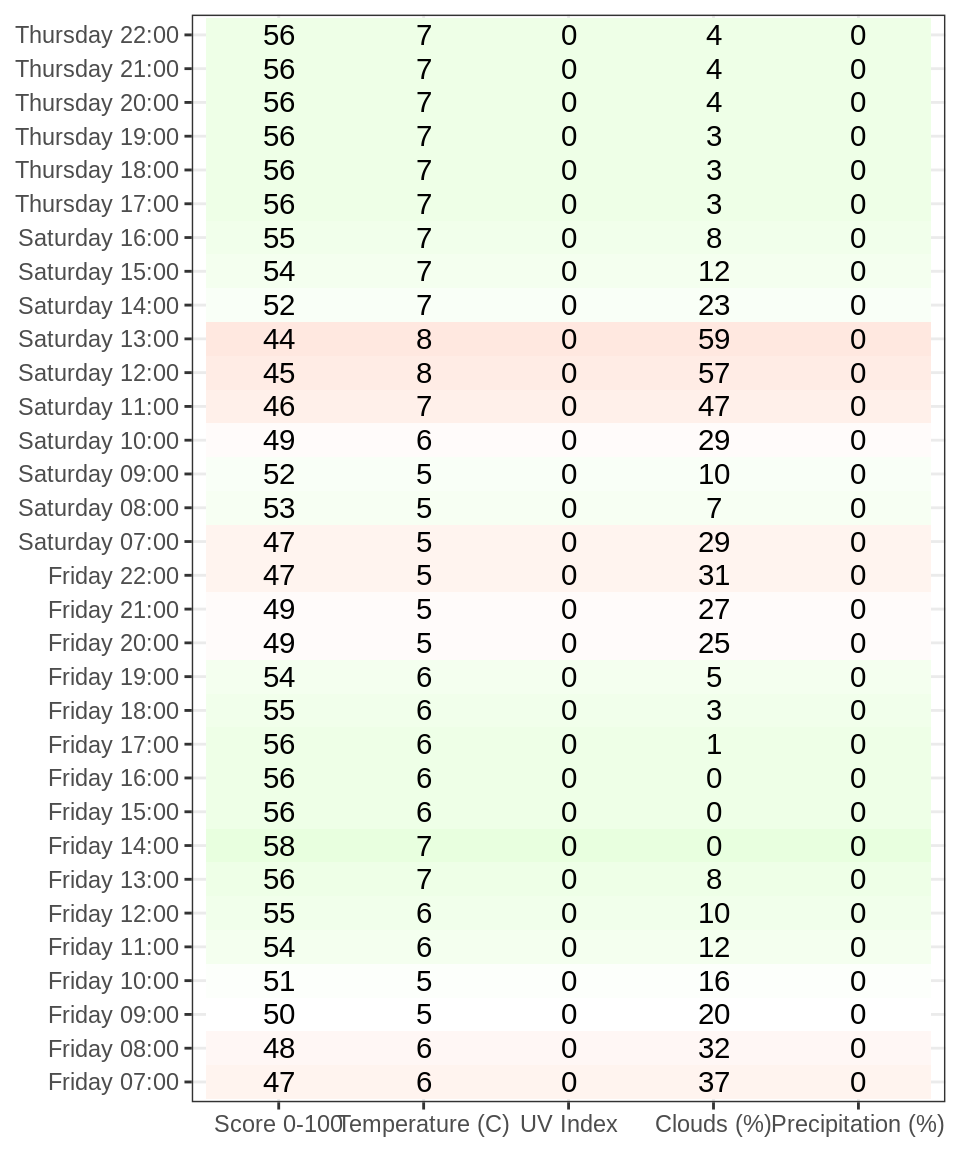 Thursday 22:00 56 7 0 4 0
Thursday 21:00 56 7 0 4 0
Thursday 20:00 56 7 0 4 0
Thursday 19:00 56 7 0 3 0
Thursday 18:00 56 7 0 3 0
Thursday 17:00 56 7 0 3 0
Saturday 16:00 55 7 0 8 0
Saturday 15:00 54 7 0 12 0
Saturday 14:00 52 7 0 23 0
Saturday 13:00 44 8 0 59 0
Saturday 12:00 45 8 0 57 0
Saturday 11:00 46 7 0 47 0
Saturday 10:00 49 6 0 29 0
Saturday 09:00 52 5 0 10 0
Saturday 08:00 53 5 0 7 0
Saturday 07:00 47 5 0 29 0
Friday 22:00 47 5 0 31 0
Friday 21:00 49 5 0 27 0
Friday 20:00 49 5 0 25 0
Friday 19:00 54 6 0 5 0
Friday 18:00 55 6 0 3 0
Friday 17:00 56 6 0 1 0
Friday 16:00 56 6 0 0 0
Friday 15:00 56 6 0 0 0
Friday 14:00 58 7 0 0 0
Friday 13:00 56 7 0 8 0
Friday 12:00 55 6 0 10 0
Friday 11:00 54 6 0 12 0
Friday 10:00 51 5 0 16 0
Friday 09:00 50 5 0 20 0
Friday 08:00 48 6 0 32 0
Friday 07:00 47 6 0 37 0
Score 0-100 Temperature (C) UV Index Clouds (%) Precipitation (%)